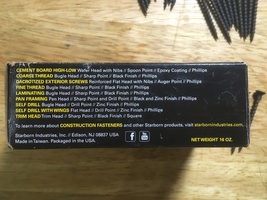 CEMENT BOARD HIGH-LOW Wafer Head with Nibs / Spoon Point / Epoxy Coating / Phillips
COARSE THREAD Bugle Head / Sharp Point / Black Finish / Phillips
DACROTIZED EXTERIOR SCREWS Reinforced Flat Head with Nibs / Auger Point / Phillips
FINE THREAD Bugle Head / Sharp Point / Black Finish / Phillips
LAMINATING Bugle Head / Sharp Point / Black Finish / Phillips
PAN FRAMING Pan Head / Sharp Point and Drill Point / Black and Zinc Finish / Phillips
SELF DRILL Bugle Head / Drill Point / Zinc Finish / Phillips
SELF DRILL WITH WINGS Flat Head / Drill Point / Zinc Finish / Phillips
TRIM HEAD Trim Head / Sharp Point / Black Finish / Square
To learn more about CONSTRUCTION FASTENERS and other Starborn products, visit starbornindustries.com.
Starborn Industries, Inc. // Edison, NJ 08837 USA
Made in Taiwan. Packaged in the USA.
f
You Tube
NET WEIGHT 16 OZ.